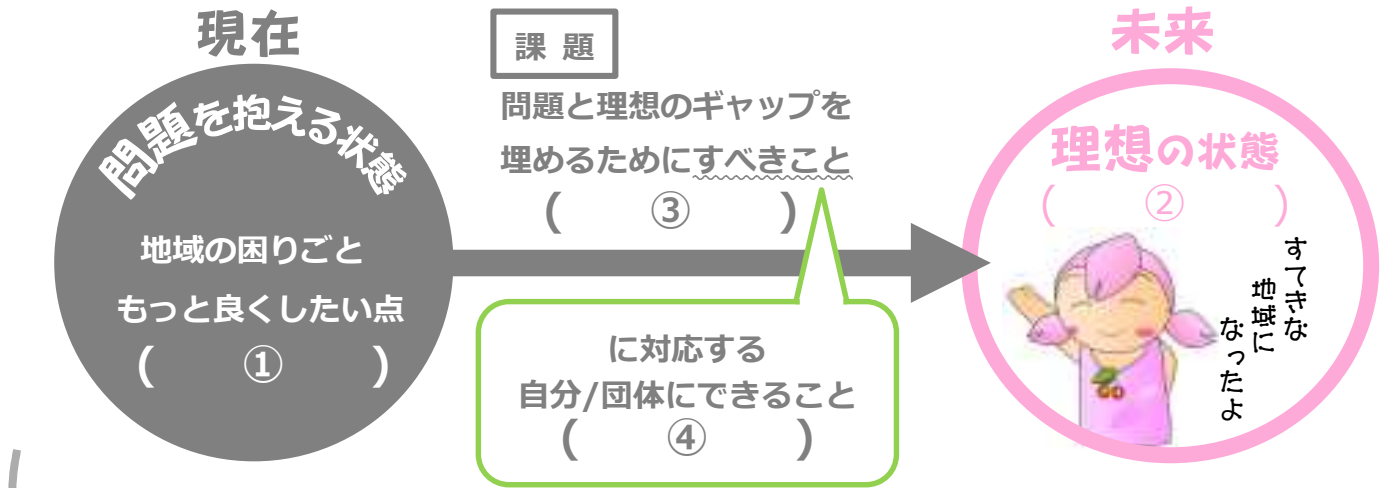 現在
問題を抱える状態
地域の困りごと
もっと良くしたい点
( ① )
課 題
問題と理想のギャップを
埋めるためにすべきこと
( ③ )
に対応する
自分/団体にできること
( ④ )
未来
理想の状態
( ② )
すてきな
地域に
なったよ